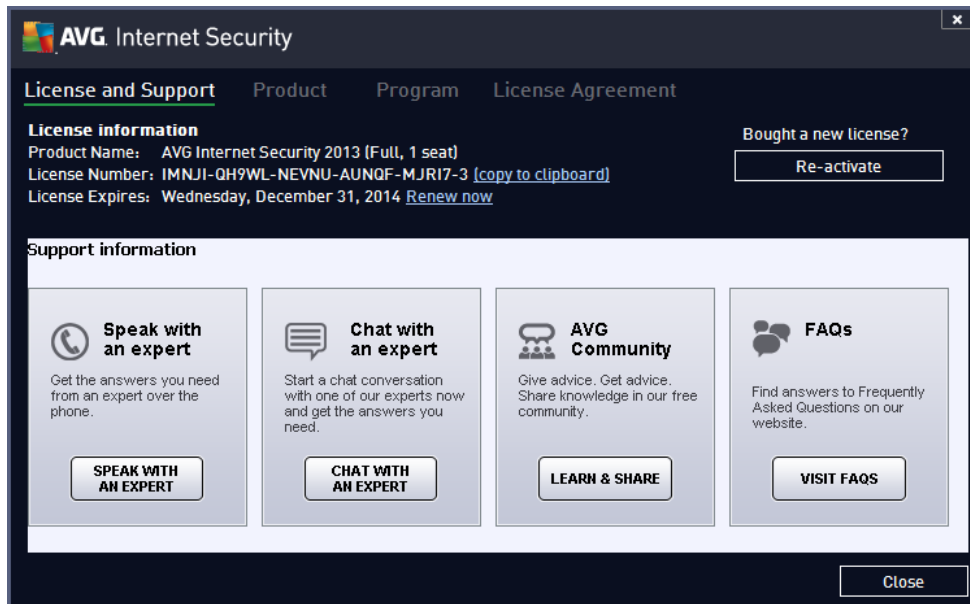 AVG. Internet Security
x
License and Support Product Program License Agreement
License information
Product Name: AVG Internet Security 2013 (Full, 1 seat)
License Number: IMNJI-QH9WL-NEVNU-AUNQF-MJRI7-3 (copy to clipboard)
License Expires: Wednesday, December 31, 2014 Renew now
Bought a new license?
Re-activate
Support information
Speak with
an expert
Get the answers you need
from an expert over the
phone.
SPEAK WITH
AN EXPERT
Chat with
an expert
Start a chat conversation
with one of our experts now
and get the answers you
need.
CHAT WITH
AN EXPERT
AVG
Community
Give advice. Get advice.
Share knowledge in our free
community.
LEARN & SHARE
FAQs
Find answers to Frequently
Asked Questions on our
website.
VISIT FAQS
Close